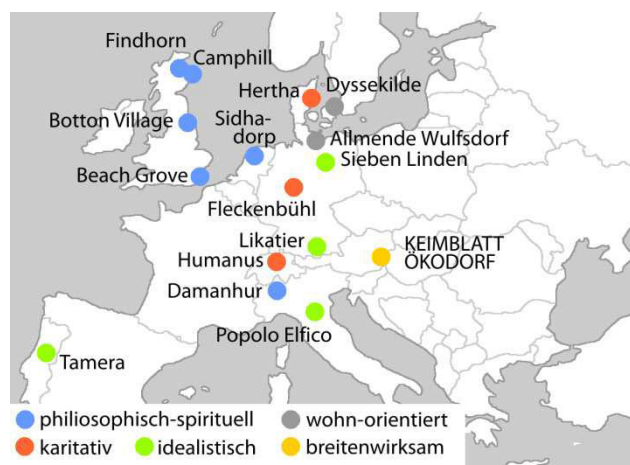 Findhorn
Camphill
Hertha
Dyssekilde
Botton Village
Sidha-
dorp
Allmende Wulfsdorf
Sieben Linden
Beach Grove
Fleckenbühl
Likatier
KEIMBLATT
ÖKODORF
Humanus
Damanhur
Popolo Elfico
Tamera
philiosophisch-spirituell
wohn-orientiert
karitativ
idealistisch
breitenwirksam